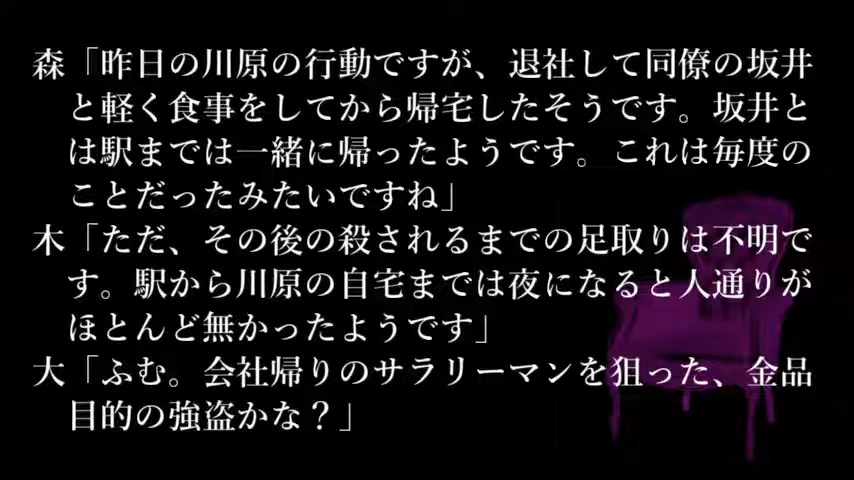 森「昨日の川原の行動ですが、退社して同僚の坂井
と軽く食事をしてから帰宅したそうです。坂井と
は駅までは一緒に帰ったようです。これは毎度の
ことだったみたいですね」
木「ただ、その後の殺されるまでの足取りは不明で
す。駅から川原の自宅までは夜になると人通りが
ほとんど無かったようです」
大「ふむ。会社帰りのサラリーマンを狙った、金品
目的の強盗かな？」